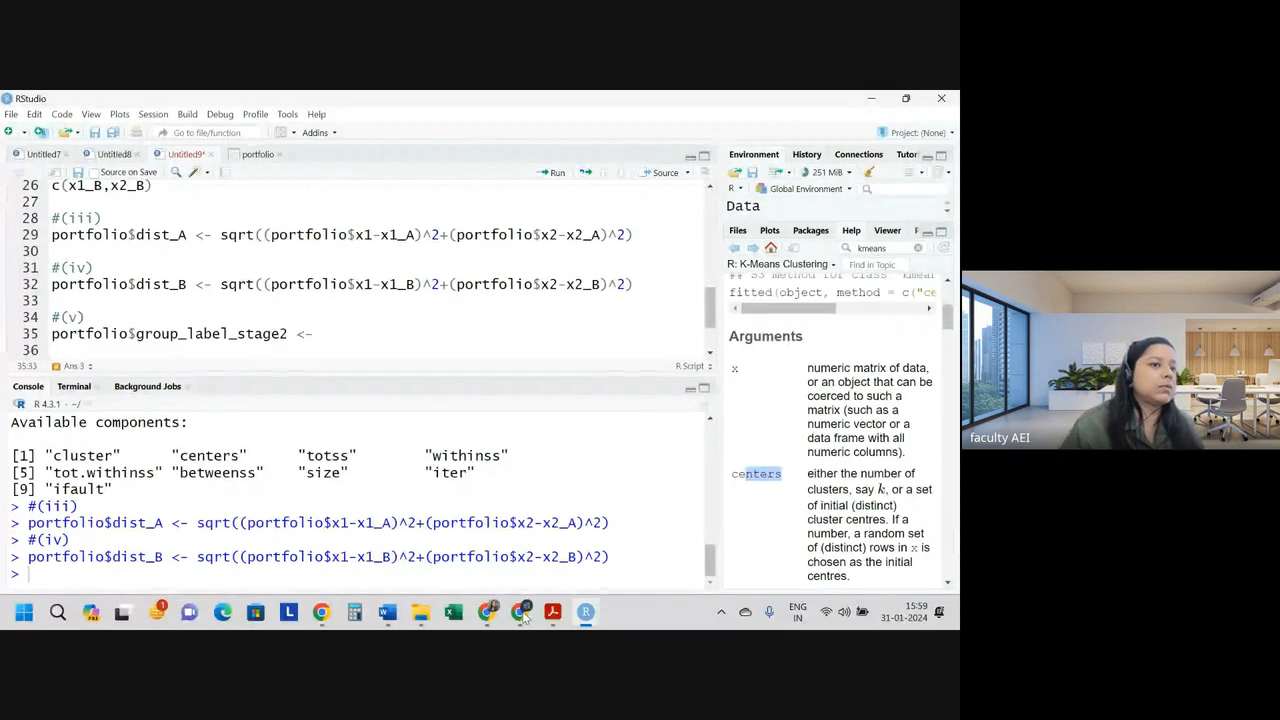 RStudio
File Edit Code View Plots Session Build Debug Profile Help Tools Help
Go to file/function Addins Project: (None)
Untitled7 Untitled8 Untitled9* portfolio
Source on Save Run Source
26 c(x1_B,x2_B)
27
28 #(iii)
29 portfolio$dist_A <- sqrt((portfolio$x1-x1_A)^2+(portfolio$x2-x2_A)^2)
30
31 #(iv)
32 portfolio$dist_B <- sqrt((portfolio$x1-x1_B)^2+(portfolio$x2-x2_B)^2)
33
34 #(v)
35 portfolio$group_label_stage2 <-
36
35:33 Ans 3 R Script
Console Terminal Background Jobs
R 4.3.1 · ~/
Available components:
[1] "cluster" "centers" "totss" "withinss"
[5] "tot.withinss" "betweenss" "size" "iter"
[9] "ifault"
> #(iii)
> portfolio$dist_A <- sqrt((portfolio$x1-x1_A)^2+(portfolio$x2-x2_A)^2)
> #(iv)
> portfolio$dist_B <- sqrt((portfolio$x1-x1_B)^2+(portfolio$x2-x2_B)^2)
>
Environment History Connections Tutor
251 MiB
R Global Environment
Data
Files Plots Packages Help Viewer
kmeans
R: K-Means Clustering Find in Topic
fitted(object, method = c("ce
Arguments
x numeric matrix of data,
or an object that can be
coerced to such a
matrix (such as a
numeric vector or a
data frame with all
numeric columns).
centers either the number of
clusters, say k, or a set
of initial (distinct)
cluster centres. If a
number, a random set
of (distinct) rows in x is
chosen as the initial
centres.
ENG
IN
15:59
31-01-2024
faculty AEI